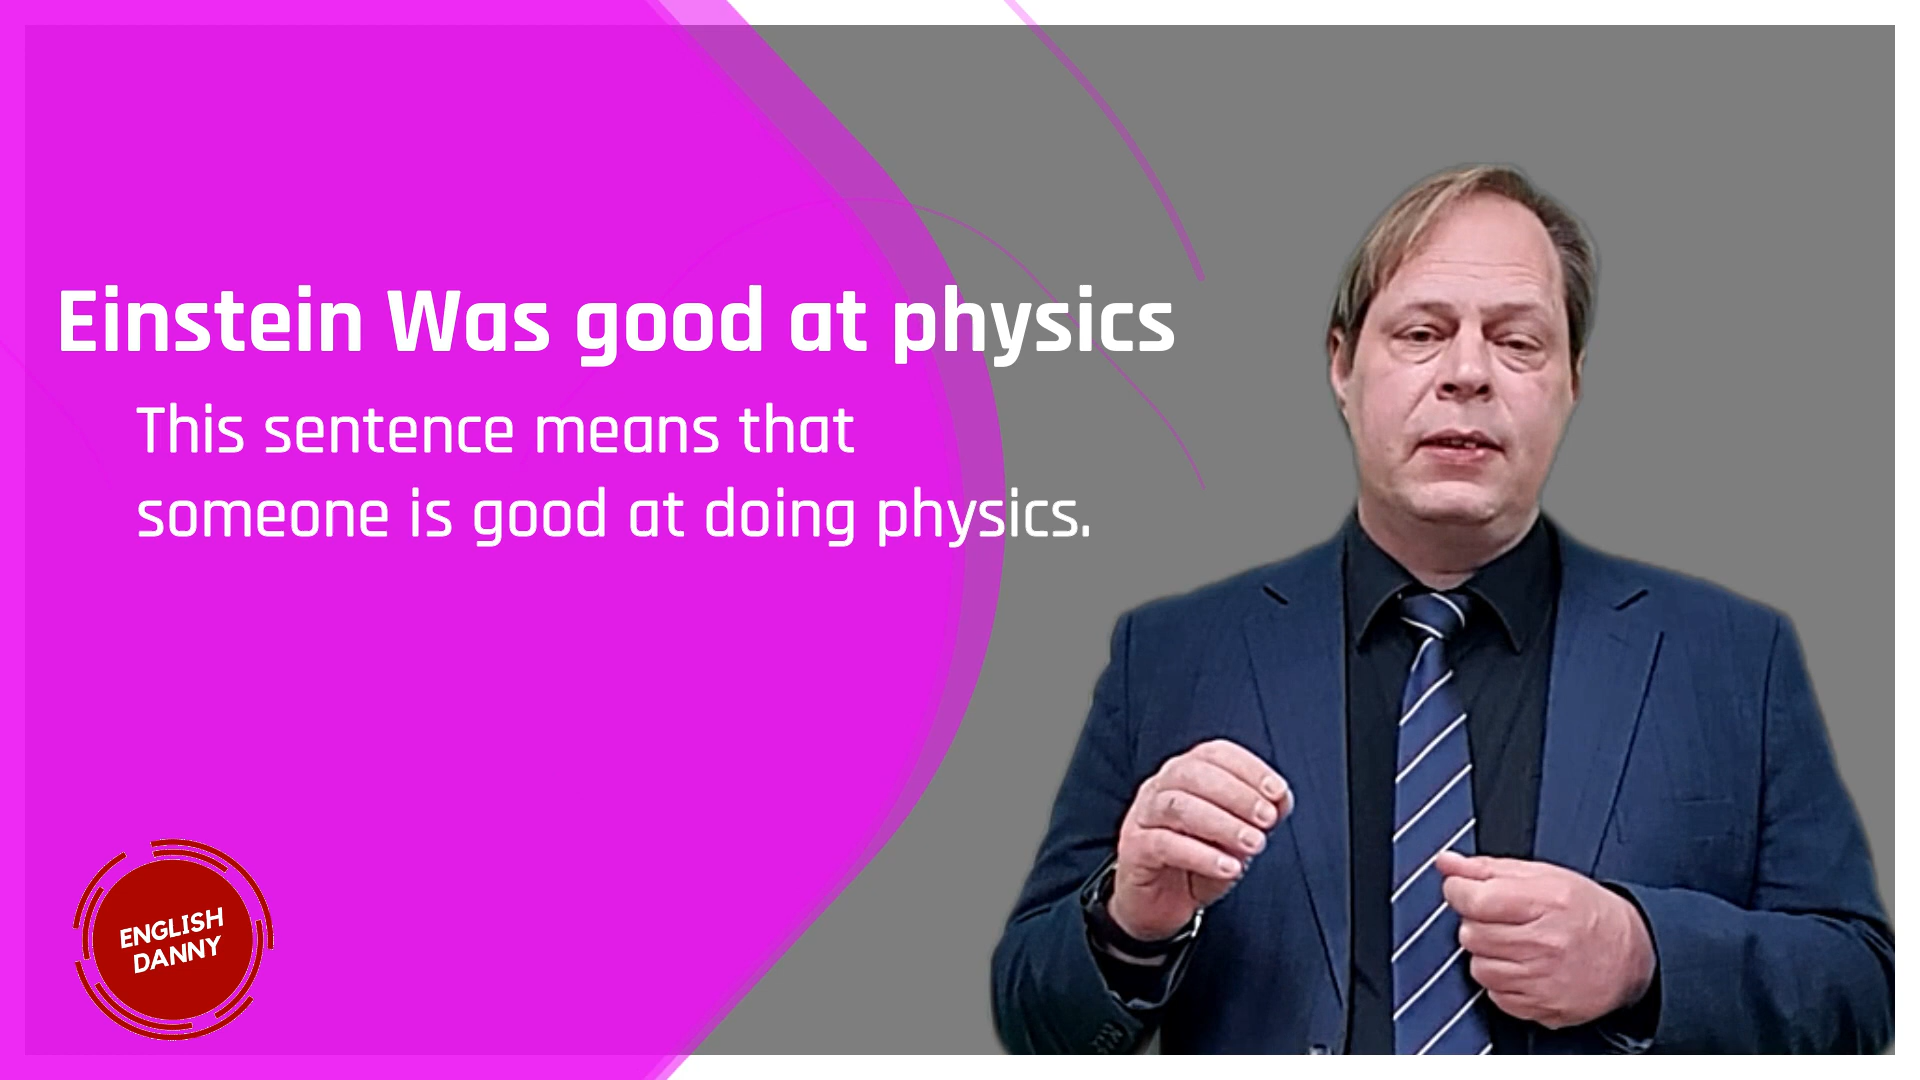 Einstein Was good at physics
This sentence means that
someone is good at doing physics.
ENGLISH
DANNY